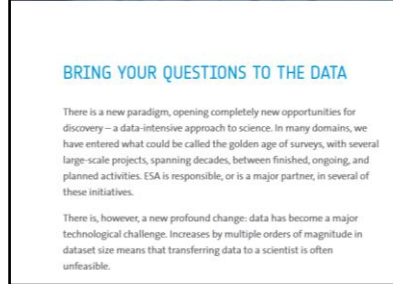 BRING YOUR QUESTIONS TO THE DATA
There is a new paradigm, opening completely new opportunities for
discovery – a data-intensive approach to science. In many domains, we
have entered what could be called the golden age of surveys, with several
large-scale projects, spanning decades, between finished, ongoing, and
planned activities. ESA is responsible, or is a major partner, in several of
these initiatives.
There is, however, a new profound change: data has become a major
technological challenge. Increases by multiple orders of magnitude in
dataset size means that transferring data to a scientist is often
unfeasible.